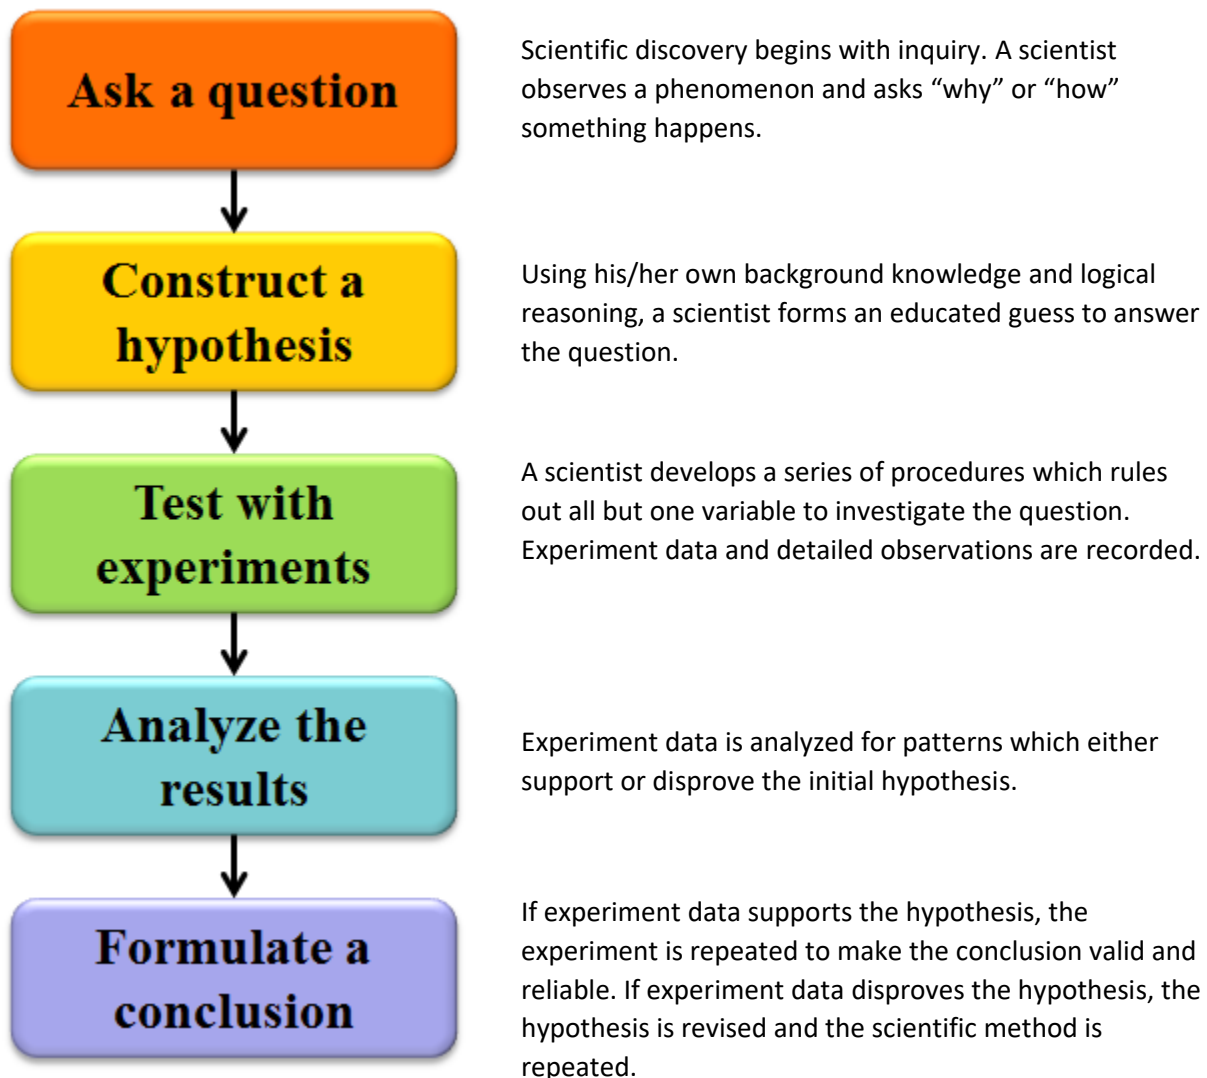 Ask a question
Scientific discovery begins with inquiry. A scientist
observes a phenomenon and asks “why” or “how”
something happens.
Construct a
hypothesis
Using his/her own background knowledge and logical
reasoning, a scientist forms an educated guess to answer
the question.
Test with
experiments
A scientist develops a series of procedures which rules
out all but one variable to investigate the question.
Experiment data and detailed observations are recorded.
Analyze the
results
Experiment data is analyzed for patterns which either
support or disprove the initial hypothesis.
Formulate a
conclusion
If experiment data supports the hypothesis, the
experiment is repeated to make the conclusion valid and
reliable. If experiment data disproves the hypothesis, the
hypothesis is revised and the scientific method is
repeated.